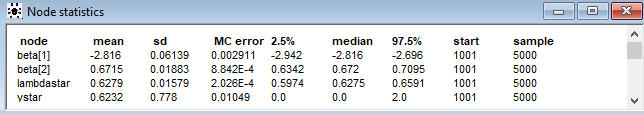 Node statistics
node mean sd MC error 2.5% median 97.5% start sample
beta[1] -2.816 0.06139 0.002911 -2.942 -2.816 -2.696 1001 5000
beta[2] 0.6715 0.01883 8.842E-4 0.6342 0.672 0.7095 1001 5000
lambdastar 0.6279 0.01579 2.026E-4 0.5974 0.6275 0.6591 1001 5000
ystar 0.6232 0.778 0.01049 0.0 0.0 2.0 1001 5000